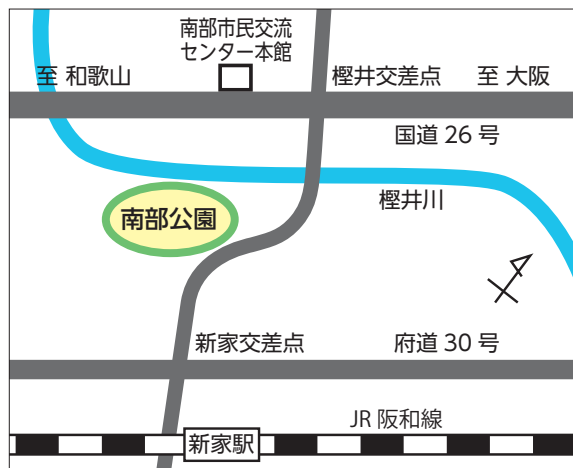 南部市民交流
センター本館
至 和歌山
樫井交差点
至 大阪
国道 26 号
樫井川
南部公園
新家交差点
府道 30 号
JR 阪和線
新家駅